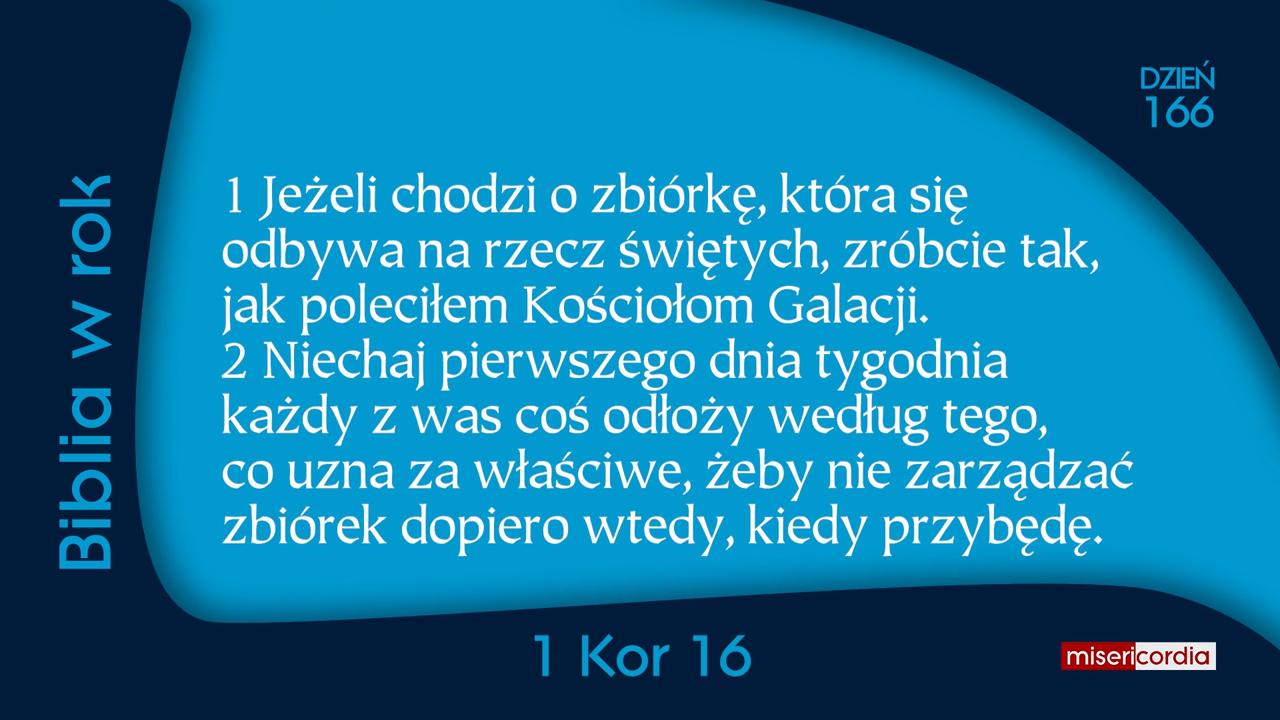 DZIEŃ
166
Biblia w rok
1 Jeżeli chodzi o zbiórkę, która się
odbywa na rzecz świętych, zróbcie tak,
jak poleciłem Kościołom Galacji.
2 Niechaj pierwszego dnia tygodnia
każdy z was coś odłoży według tego,
co uzna za właściwe, żeby nie zarządzać
zbiórek dopiero wtedy, kiedy przybędę.
1 Kor 16
misericordia